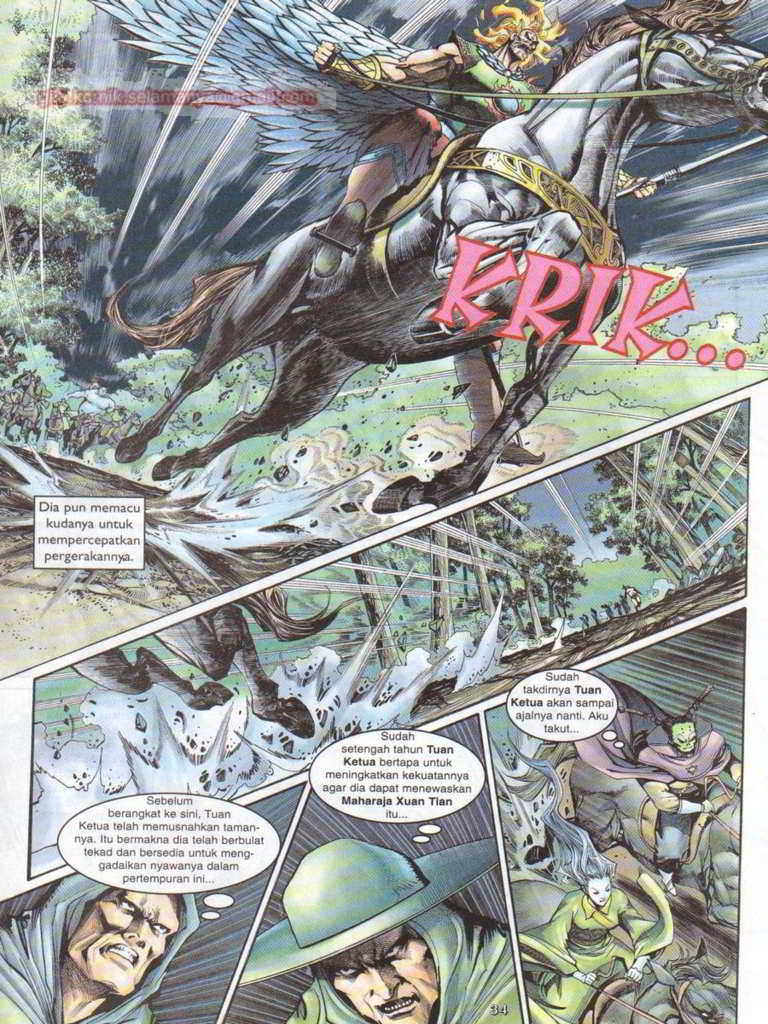 KRIK...
Dia pun memacu
kudanya untuk
mempercepatkan
pergerakannya.
Sebelum
berangkat ke sini, Tuan
Ketua telah memusnahkan taman-
nya. Itu bermakna dia telah berbulat
tekad dan bersedia untuk meng-
gadaikan nyawanya dalam
pertempuran ini...
Sudah
setengah tahun Tuan
Ketua bertapa untuk
meningkatkan kekuatannya
agar dia dapat menewaskan
Maharaja Xuan Tian
itu...
Sudah
takdirnya Tuan
Ketua akan sampai
ajalnya nanti. Aku
takut...
34